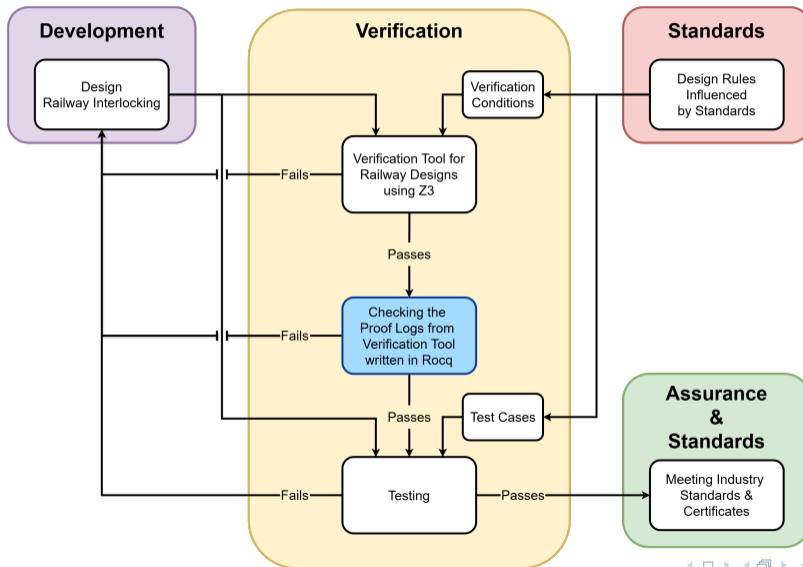 Development
Verification
Standards
Design
Railway Interlocking
Verification
Conditions
Design Rules
Influenced
by Standards
Verification Tool for
Railway Designs
using Z3
Fails
Passes
Checking the
Proof Logs from
Verification Tool
written in Rocq
Fails
Passes
Test Cases
Assurance
&
Standards
Testing
Fails
Passes
Meeting Industry
Standards &
Certificates